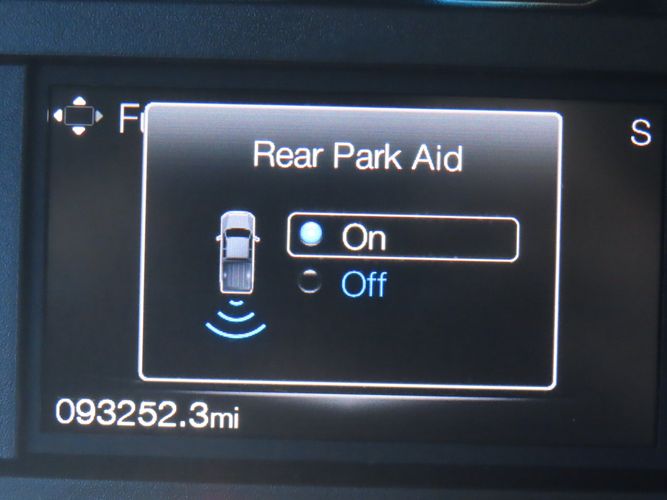 S
Rear Park Aid
On
Off
093252.3mi